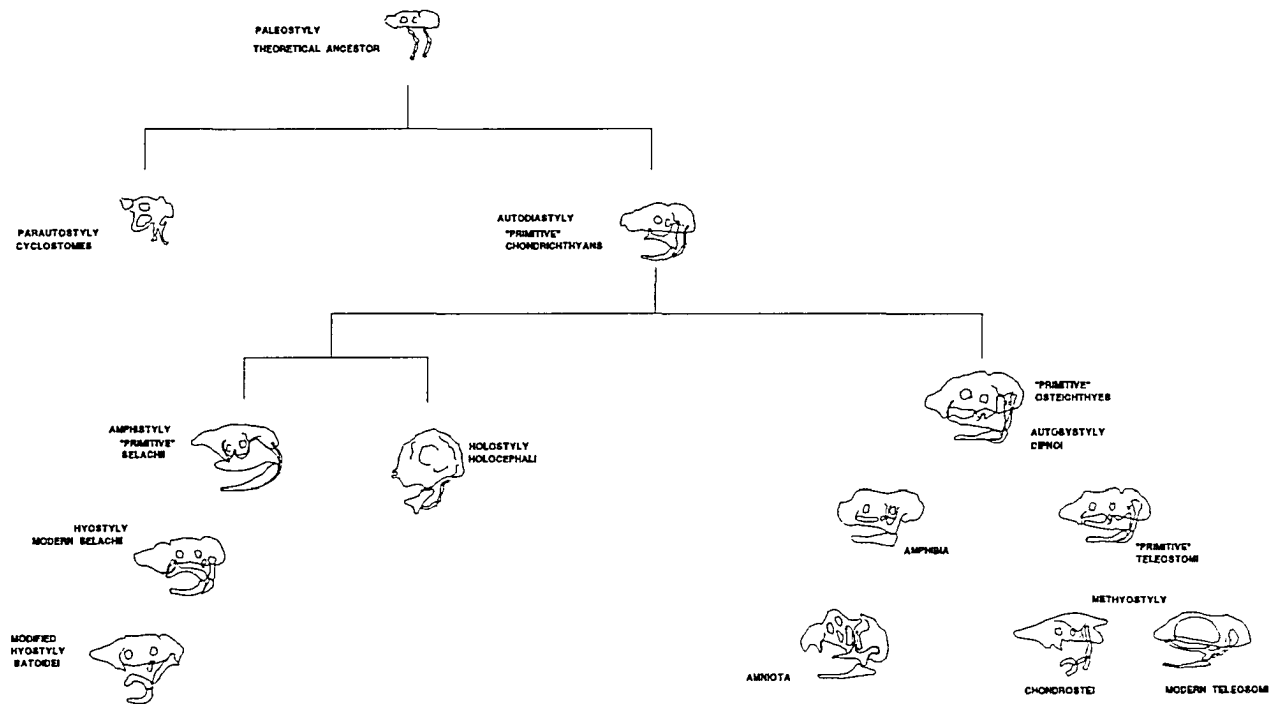 PALEOSTYLY
THEORETICAL ANCESTOR
PARAUTOSTYLY
CYCLOSTOMES
AUTODIASTYLY
"PRIMITIVE"
CHONDRICHTHYANS
AMPHISTYLY
"PRIMITIVE"
SELACHII
HOLOSTYLY
HOLOCEPHALI
"PRIMITIVE"
OSTEICHTHYES
AUTOSYSTYLY
DIPNOI
HYOSTYLY
MODERN SELACHII
AMPHIBIA
"PRIMITIVE"
TELEOSTOMI
METHYOSTYLY
MODIFIED
HYOSTYLY
BATOIDEI
AMNIOTA
CHONDROSTEI
MODERN TELEOSOMI